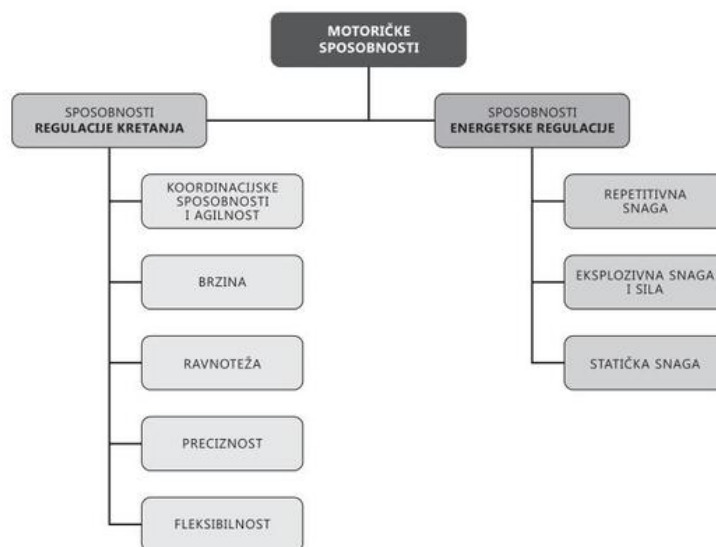 MOTORIČKE
SPOSOBNOSTI
SPOSOBNOSTI
REGULACIJE KRETANJA
KOORDINACIJSKE
SPOSOBNOSTI
I AGILNOST
BRZINA
RAVNOTEŽA
PRECIZNOST
FLEKSIBILNOST
SPOSOBNOSTI
ENERGETSKE REGULACIJE
REPETITIVNA
SNAGA
EKSPLOZIVNA SNAGA
I SILA
STATIČKA SNAGA